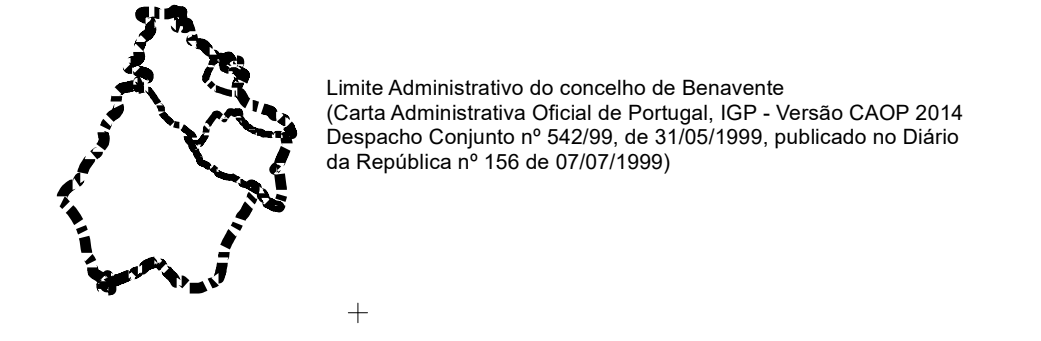 Limite Administrativo do concelho de Benavente
(Carta Administrativa Oficial de Portugal, IGP - Versão CAOP 2014
Despacho Conjunto nº 542/99, de 31/05/1999, publicado no Diário
da República nº 156 de 07/07/1999)